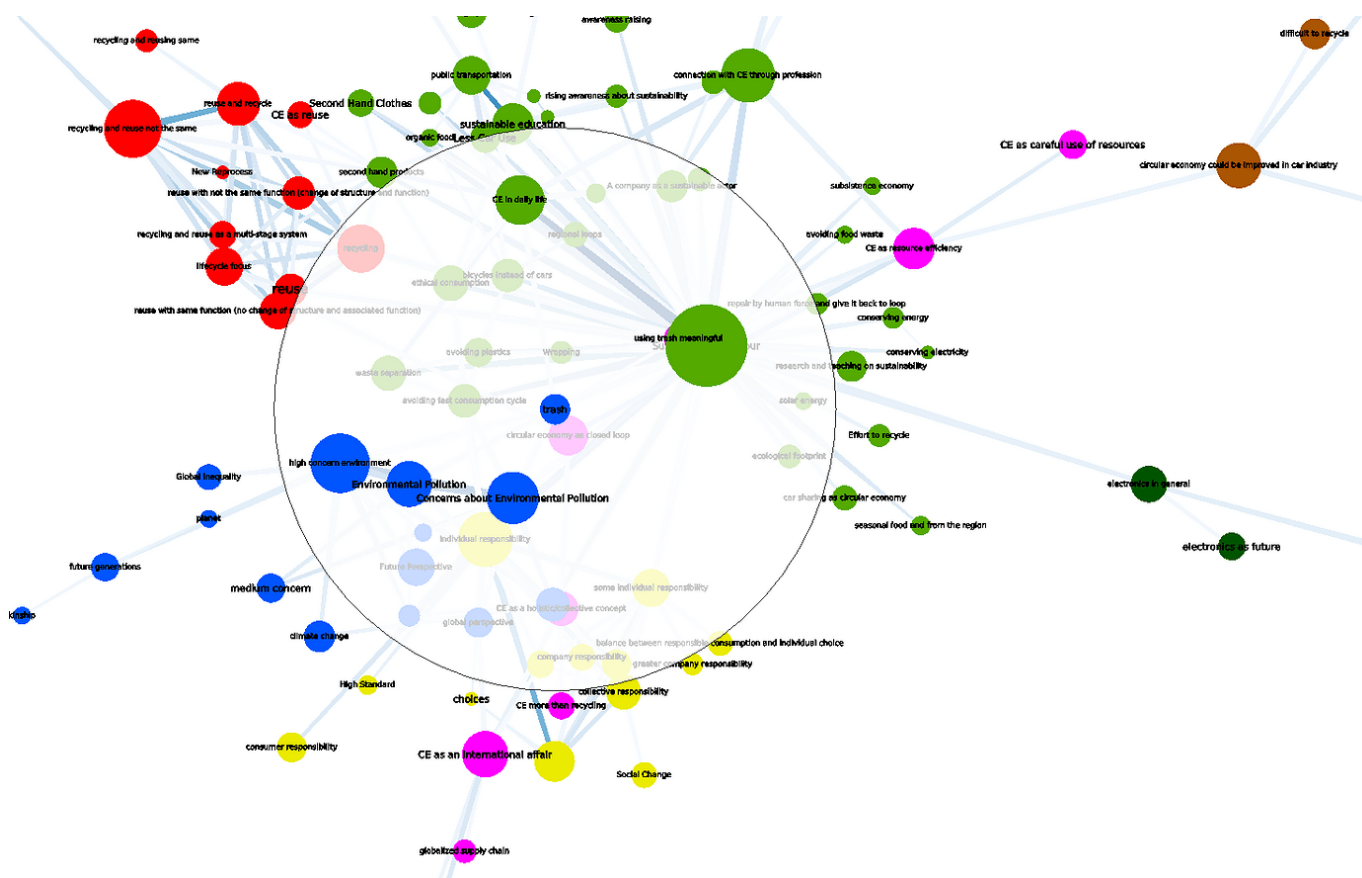 awareness raising
difficult to recycle
recycling and reusing same
public transportation
connection with CE through profession
rising awareness about sustainability
reuse and recycle
Second Hand Clothes
CE as reuse
recycling and reuse not the same
sustainable education
organic food
Less Car Use
CE as careful use of resources
circular economy could be improved in car industry
New Reprocess
second hand products
A company as a sustainable actor
subsistence economy
reuse with not the same function (change of structure and function)
CE in daily life
recycling and reuse as a multi-stage system
regional loops
avoiding food waste
recycling
CE as resource efficiency
lifecycle focus
bicycles instead of cars
ethical consumption
reus
repair by human force and give it back to loop
reuse with same function (no change of structure and associated function)
conserving energy
using trash meaningful
avoiding plastics
Wrapping
conserving electricity
research and teaching on sustainability
waste separation
avoiding fast consumption cycle
solar energy
trash
circular economy as closed loop
Effort to recycle
ecological footprint
high concern environment
Global Inequality
Environmental Pollution
electronics in general
Concerns about Environmental Pollution
car sharing as circular economy
planet
seasonal food and from the region
individual responsibility
electronics as future
future generations
Future Perspective
medium concern
some individual responsibility
CE as a holistic/collective concept
kinship
global perspective
climate change
balance between responsible consumption and individual choice
company responsibility
greater company responsibility
High Standard
collective responsibility
choices
CE more than recycling
consumer responsibility
CE as an international affair
Social Change
globalized supply chain